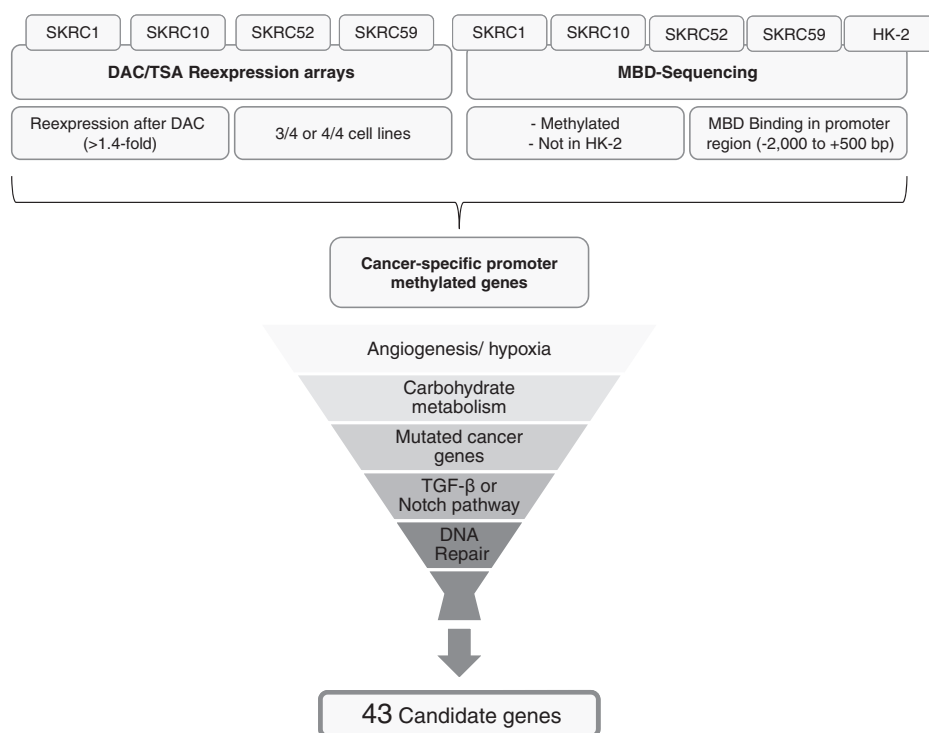 SKRC1 SKRC10 SKRC52 SKRC59 SKRC1 SKRC10 SKRC52 SKRC59 HK-2
DAC/TSA Reexpression arrays
MBD-Sequencing
Reexpression after DAC
(>1.4-fold)
3/4 or 4/4 cell lines
- Methylated
- Not in HK-2
MBD Binding in promoter
region (-2,000 to +500 bp)
Cancer-specific promoter
methylated genes
Angiogenesis/ hypoxia
Carbohydrate
metabolism
Mutated cancer
genes
TGF-β or
Notch pathway
DNA
Repair
43 Candidate genes